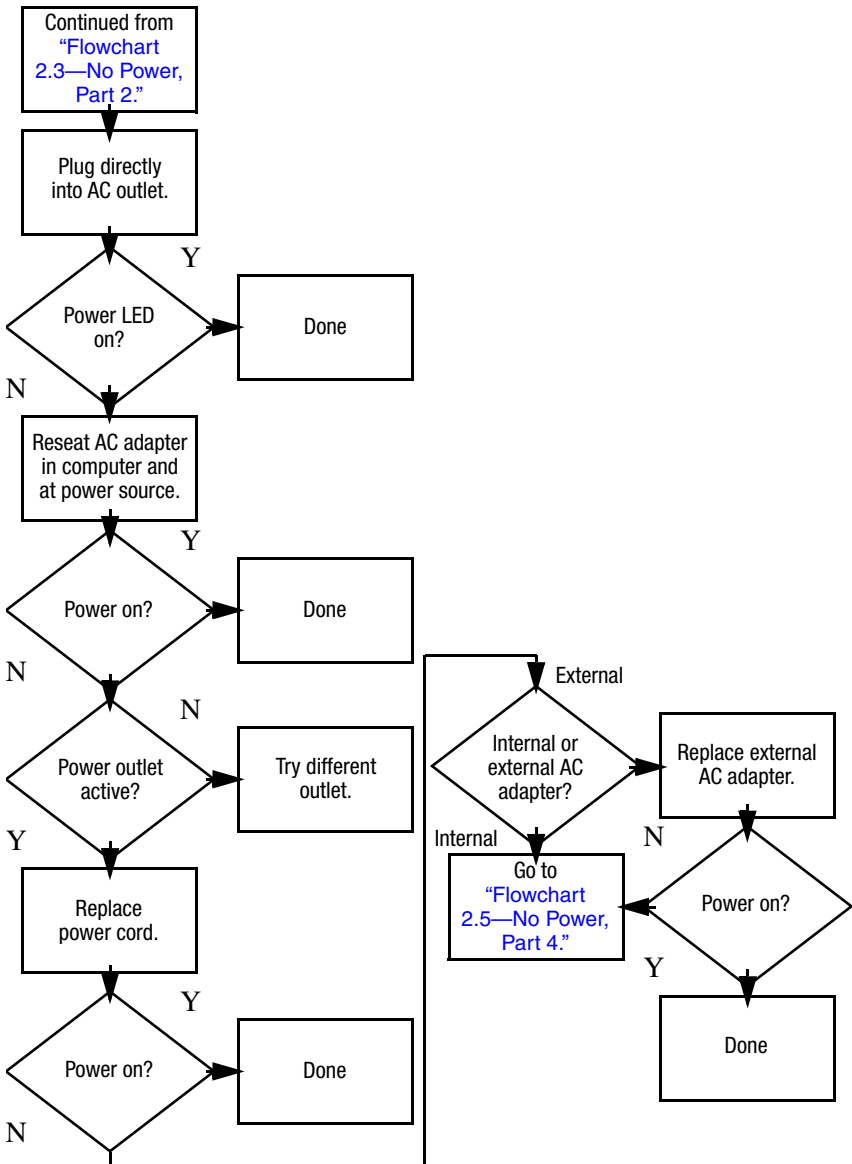 Continued from
“Flowchart
2.3—No Power,
Part 2.”
Plug directly
into AC outlet.
Y
Power LED
on?
Done
N
Reseat AC adapter
in computer and
at power source.
Y
Power on?
Done
N
N
Power outlet
active?
Try different
outlet.
Y
Replace
power cord.
Y
Power on?
Done
N
External
Internal or
external AC
adapter?
Replace external
AC adapter.
Internal
N
Go to
“Flowchart
2.5—No Power,
Part 4.”
Power on?
Y
Done